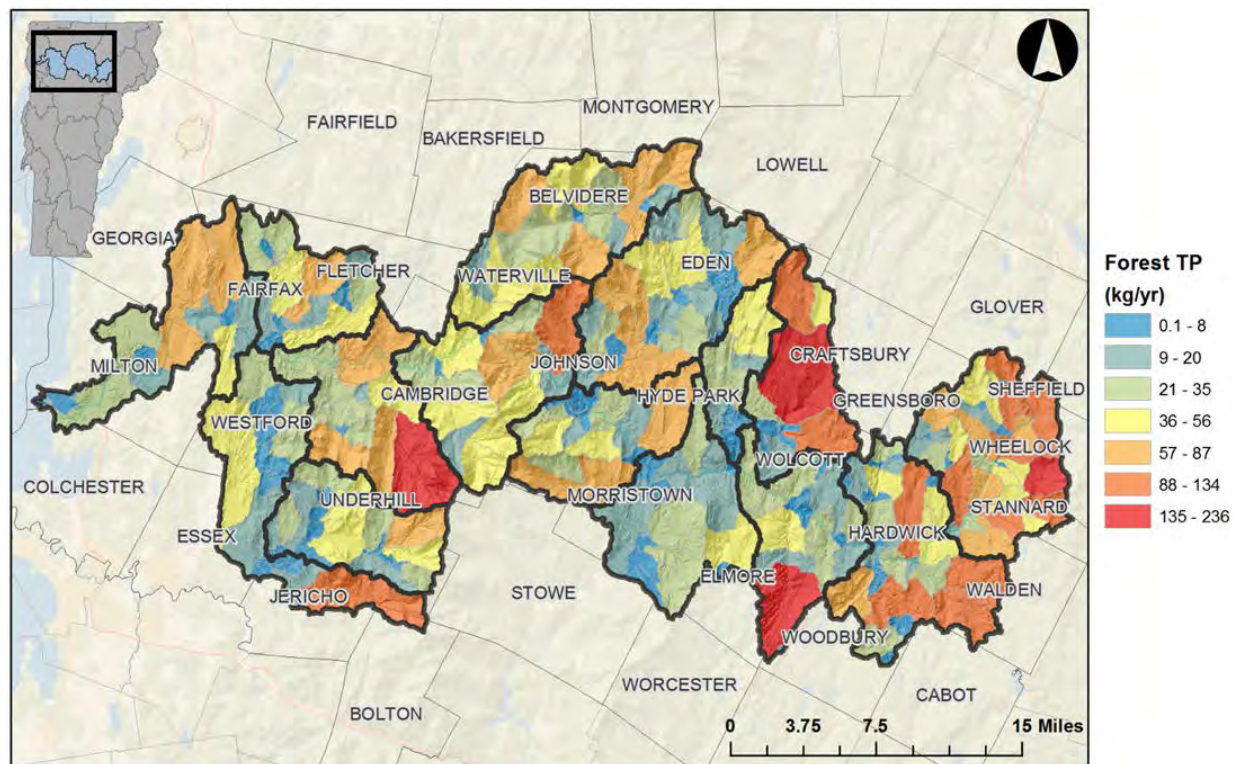 MONTGOMERY
FAIRFIELD
BAKERSFIELD
LOWELL
BELVIDERE
GEORGIA
EDEN
FLETCHER
WATERVILLE
FAIRFAX
GLOVER
CRAFTSBURY
JOHNSON
MILTON
SHEFFIELD
CAMBRIDGE
HYDE PARK
GREENSBORO
WESTFORD
WHEELOCK
WOLCOTT
COLCHESTER
UNDERHILL
MORRISTOWN
STANNARD
HARDWICK
ESSEX
ELMORE
WALDEN
JERICHO
STOWE
WOODBURY
WORCESTER
CABOT
BOLTON
0 3.75 7.5 15 Miles
Forest TP
(kg/yr)
0.1 - 8
9 - 20
21 - 35
36 - 56
57 - 87
88 - 134
135 - 236